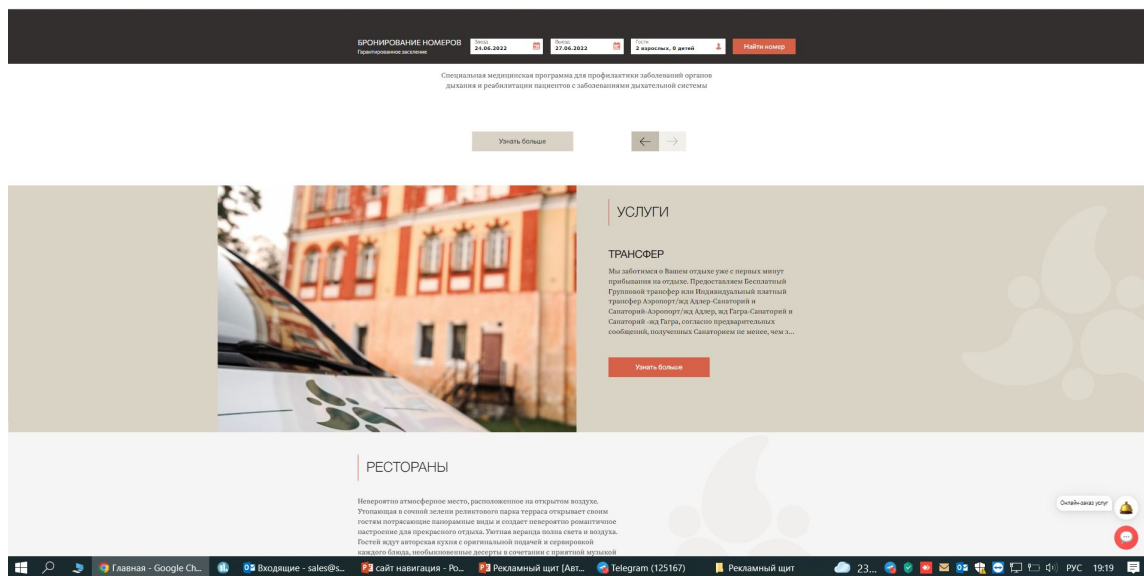 БРОНИРОВАНИЕ НОМЕРОВ
Гарантированное заселение
Заезд
24.06.2022
Выезд
27.06.2022
Гости
2 взрослых, 0 детей
Найти номер
Специальная медицинская программа для профилактики заболеваний органов
дыхания и реабилитации пациентов с заболеваниями дыхательной системы
Узнать больше
УСЛУГИ
ТРАНСФЕР
Мы заботимся о Вашем отдыхе уже с первых минут
прибывания на отдыхе. Предоставляем Бесплатный
Групповой трансфер или Индивидуальный платный
трансфер Аэропорт/жд Адлер-Санаторий и
Санаторий-Аэропорт/жд Адлер, жд Гагра-Санаторий и
Санаторий -жд Гагра, согласно предварительных
сообщений, полученных Санаторием не менее, чем з...
Узнать больше
РЕСТОРАНЫ
Невероятно атмосферное место, расположенное на открытом воздухе.
Утопающая в сочной зелени реликтового парка терраса открывает своим
гостям потрясающие панорамные виды и создает невероятно романтичное
настроение для прекрасного отдыха. Уютная веранда полна света и воздуха.
Гостей ждут авторская кухня с оригинальной подачей и сервировкой
каждого блюда, необыкновенные десерты в сочетании с приятной музыкой
Онлайн-заказ услуг
Главная - Google Ch...
Входящие - sales@s...
сайт навигация - Po...
Рекламный щит [Авт...
Telegram (125167)
Рекламный щит
23...
РУС
19:19